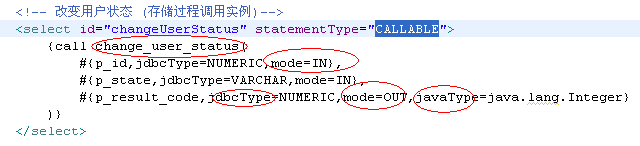 <!-- 改变用户状态 (存储过程调用实例)-->
<select id="changeUserStatus" statementType="CALLABLE">
{call change_user_status(
#{p_id,jdbcType=NUMERIC,mode=IN},
#{p_state,jdbcType=VARCHAR,mode=IN},
#{p_result_code,jdbcType=NUMERIC,mode=OUT,javaType=java.lang.Integer}
)}
</select>